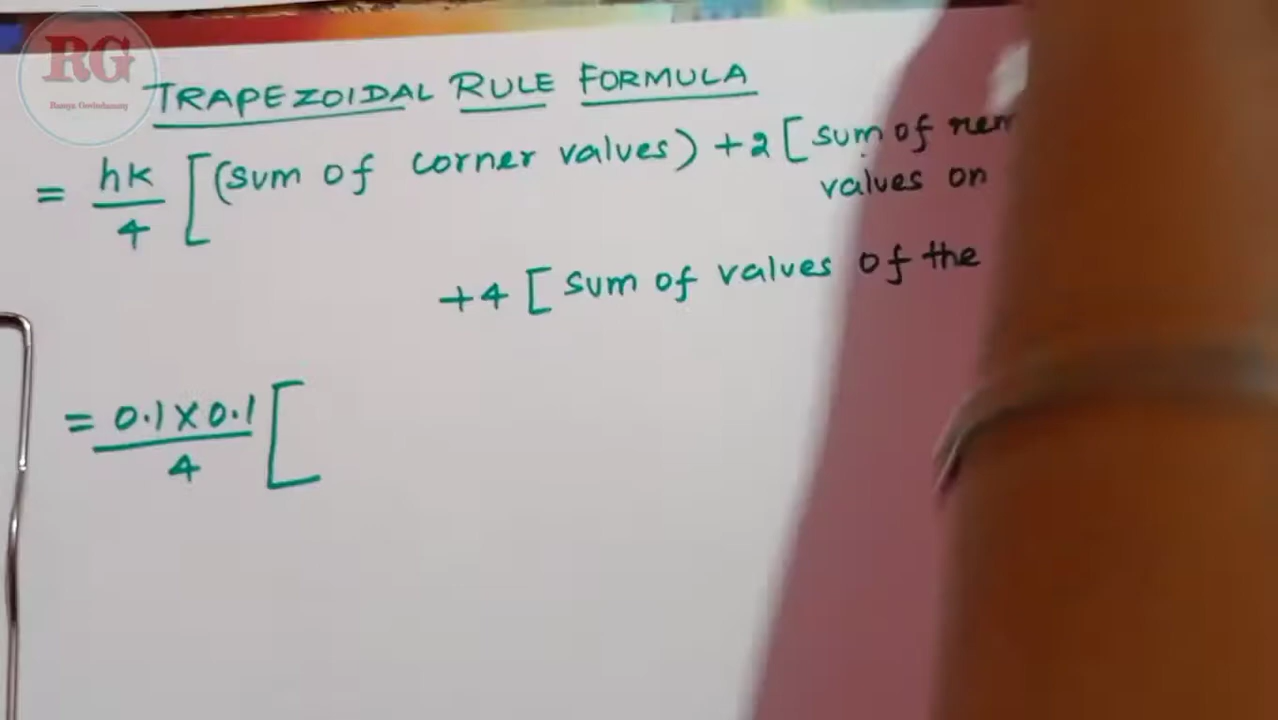 RG
TRAPEZOIDAL RULE FORMULA
= hk/4 [(sum of corner values) +2 [sum of
values on
+4 [sum of values of the
= 0.1×0.1/4 [